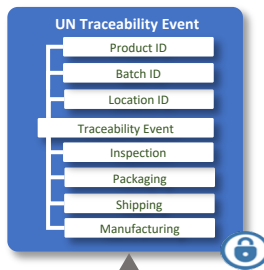 UN Traceability Event
Product ID
Batch ID
Location ID
Traceability Event
Inspection
Packaging
Shipping
Manufacturing